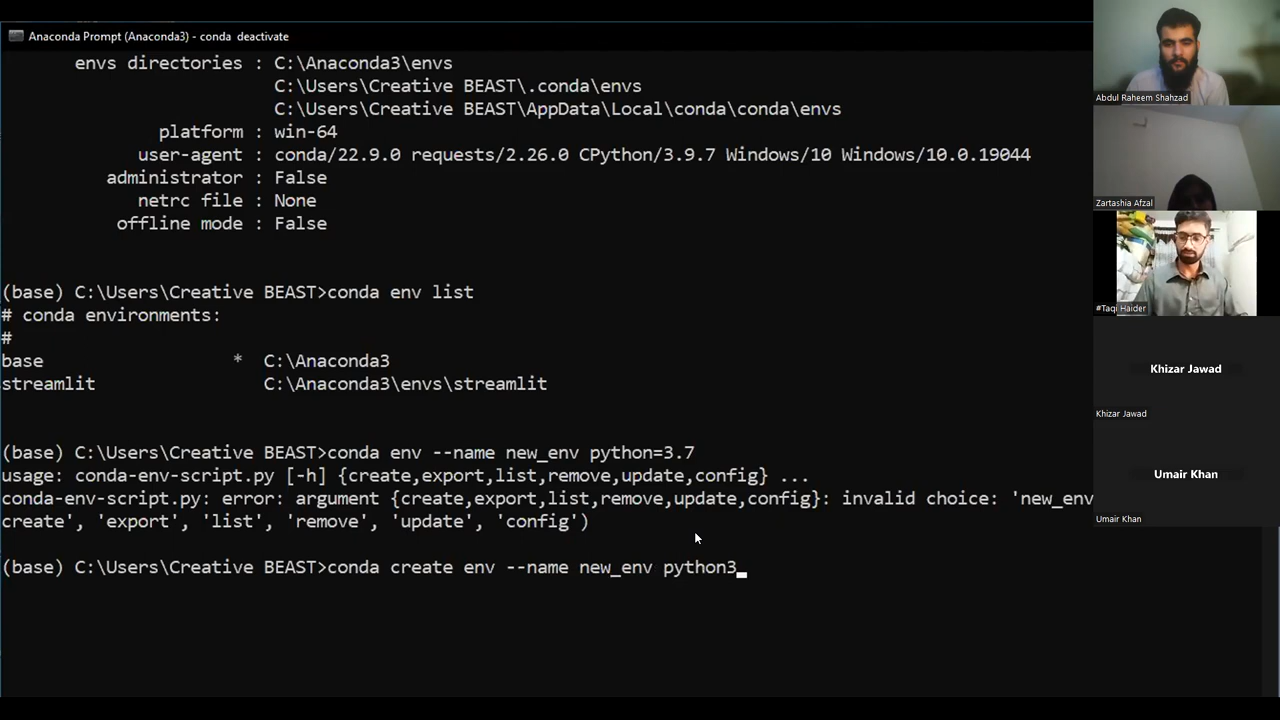 Anaconda Prompt (Anaconda3) - conda  deactivate
envs directories : C:\Anaconda3\envs
C:\Users\Creative BEAST\.conda\envs
C:\Users\Creative BEAST\AppData\Local\conda\conda\envs
platform : win-64
user-agent : conda/22.9.0 requests/2.26.0 CPython/3.9.7 Windows/10 Windows/10.0.19044
administrator : False
netrc file : None
offline mode : False
(base) C:\Users\Creative BEAST>conda env list
# conda environments:
#
base                  *  C:\Anaconda3
streamlit                C:\Anaconda3\envs\streamlit
(base) C:\Users\Creative BEAST>conda env --name new_env python=3.7
usage: conda-env-script.py [-h] {create,export,list,remove,update,config} ...
conda-env-script.py: error: argument {create,export,list,remove,update,config}: invalid choice: 'new_env
create', 'export', 'list', 'remove', 'update', 'config')
(base) C:\Users\Creative BEAST>conda create env --name new_env python3_
Abdul Raheem Shahzad
Zartashia Afzal
#Taqi Haider
Khizar Jawad
Khizar Jawad
Umair Khan
Umair Khan